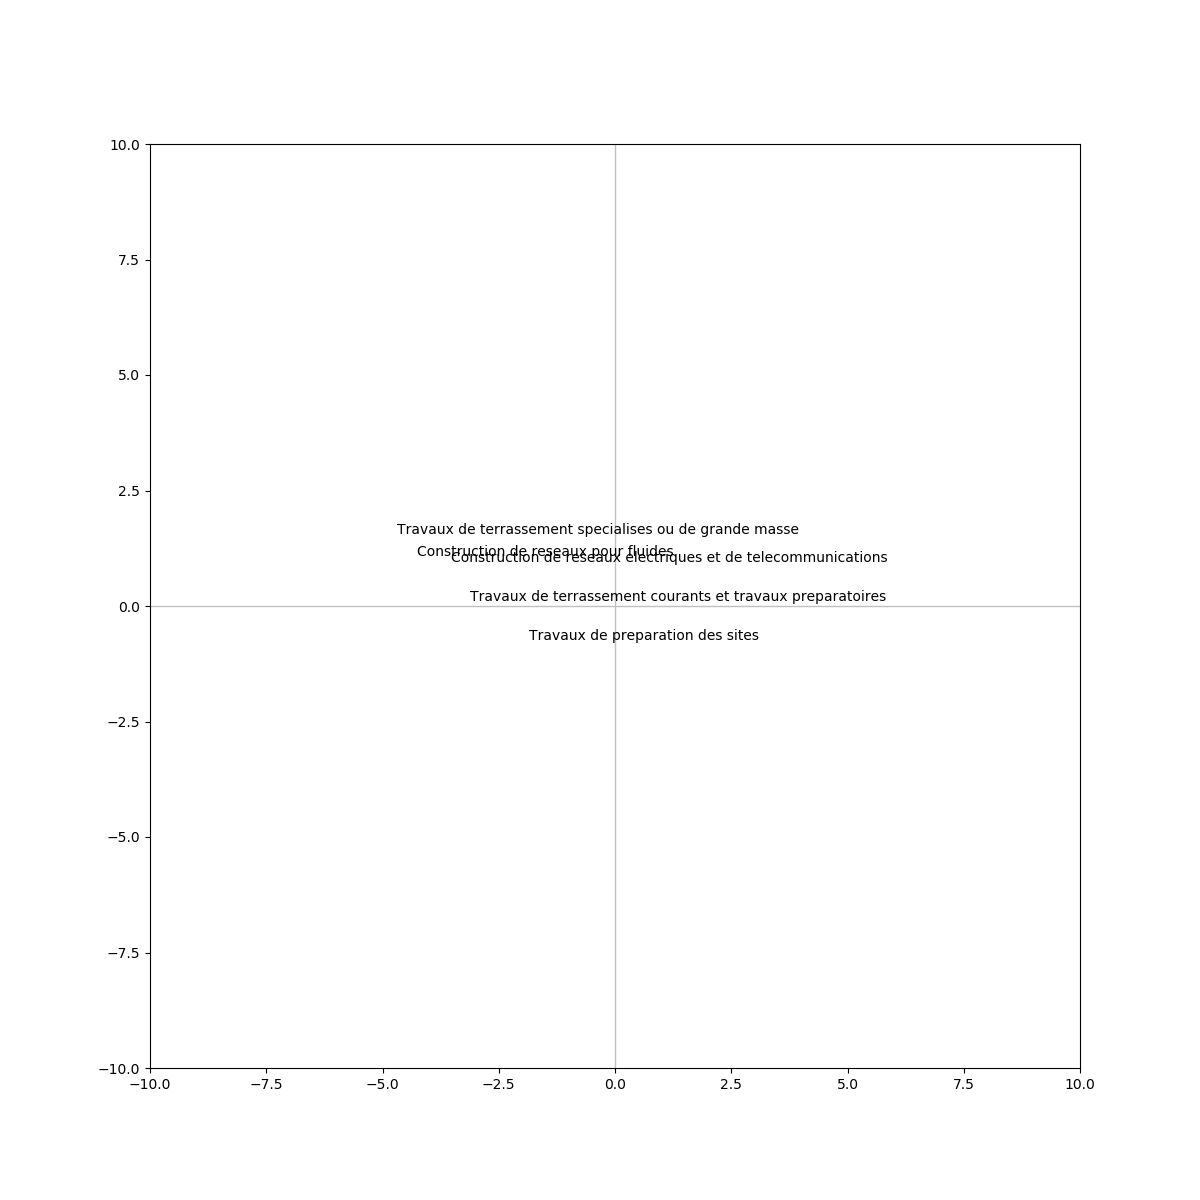 10.0
7.5
5.0
2.5
Travaux de terrassement specialises ou de grande masse
Construction de reseaux pour fluides
Construction de reseaux electriques et de telecommunications
Travaux de terrassement courants et travaux preparatoires
0.0
Travaux de preparation des sites
−2.5
−5.0
−7.5
−10.0
−10.0 −7.5 −5.0 −2.5 0.0 2.5 5.0 7.5 10.0